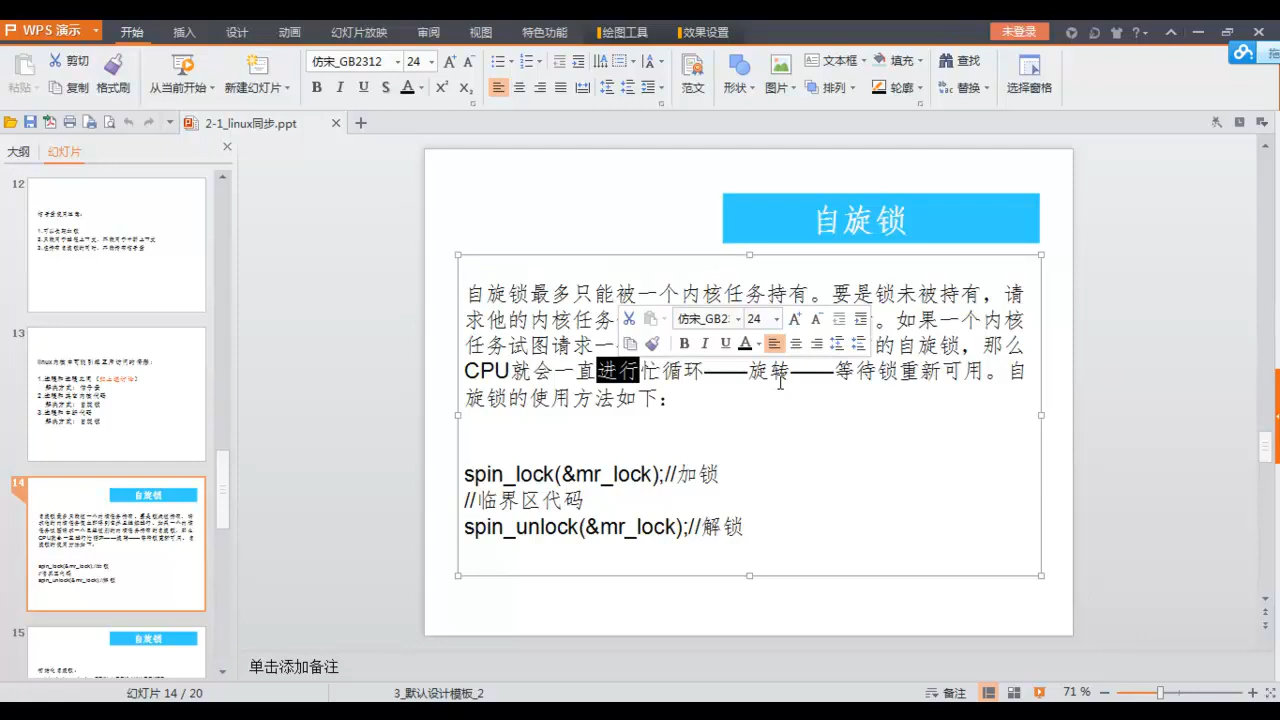 WPS 演示
开始 插入 设计 动画 幻灯片放映 审阅 视图 特色功能 绘图工具 效果设置 未登录
剪切 仿宋_GB2312 24 文本框 填充 查找
粘贴 复制 格式刷 从当前开始 新建幻灯片 B I U S A 范文 形状 图片 排列 轮廓 替换 选择窗格
2-1_linux同步.ppt
大纲 幻灯片
12
13
14
自旋锁
15
自旋锁
自旋锁
自旋锁最多只能被一个内核任务持有。要是锁未被持有，请
求他的内核任务 。如果一个内核
任务试图请求一 的自旋锁，那么
CPU就会一直进行忙循环——旋转——等待锁重新可用。自
旋锁的使用方法如下：
仿宋_GB2 24
B I U A
spin_lock(&mr_lock);//加锁
//临界区代码
spin_unlock(&mr_lock);//解锁
单击添加备注
幻灯片 14 / 20 3_默认设计模板_2 备注 71 %